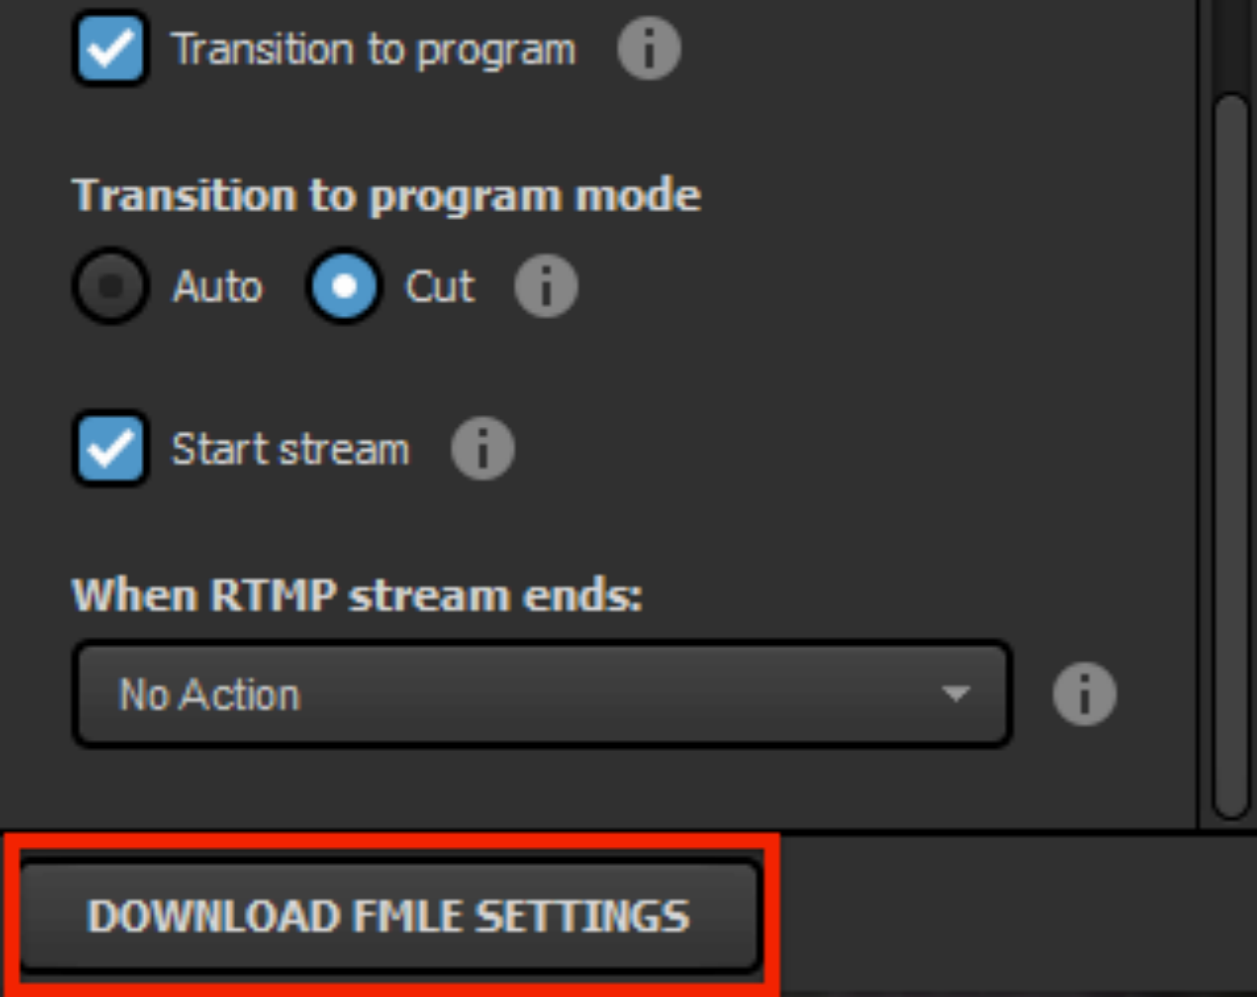 Transition to program
Transition to program mode
Auto Cut
Start stream
When RTMP stream ends:
No Action
DOWNLOAD FMLE SETTINGS